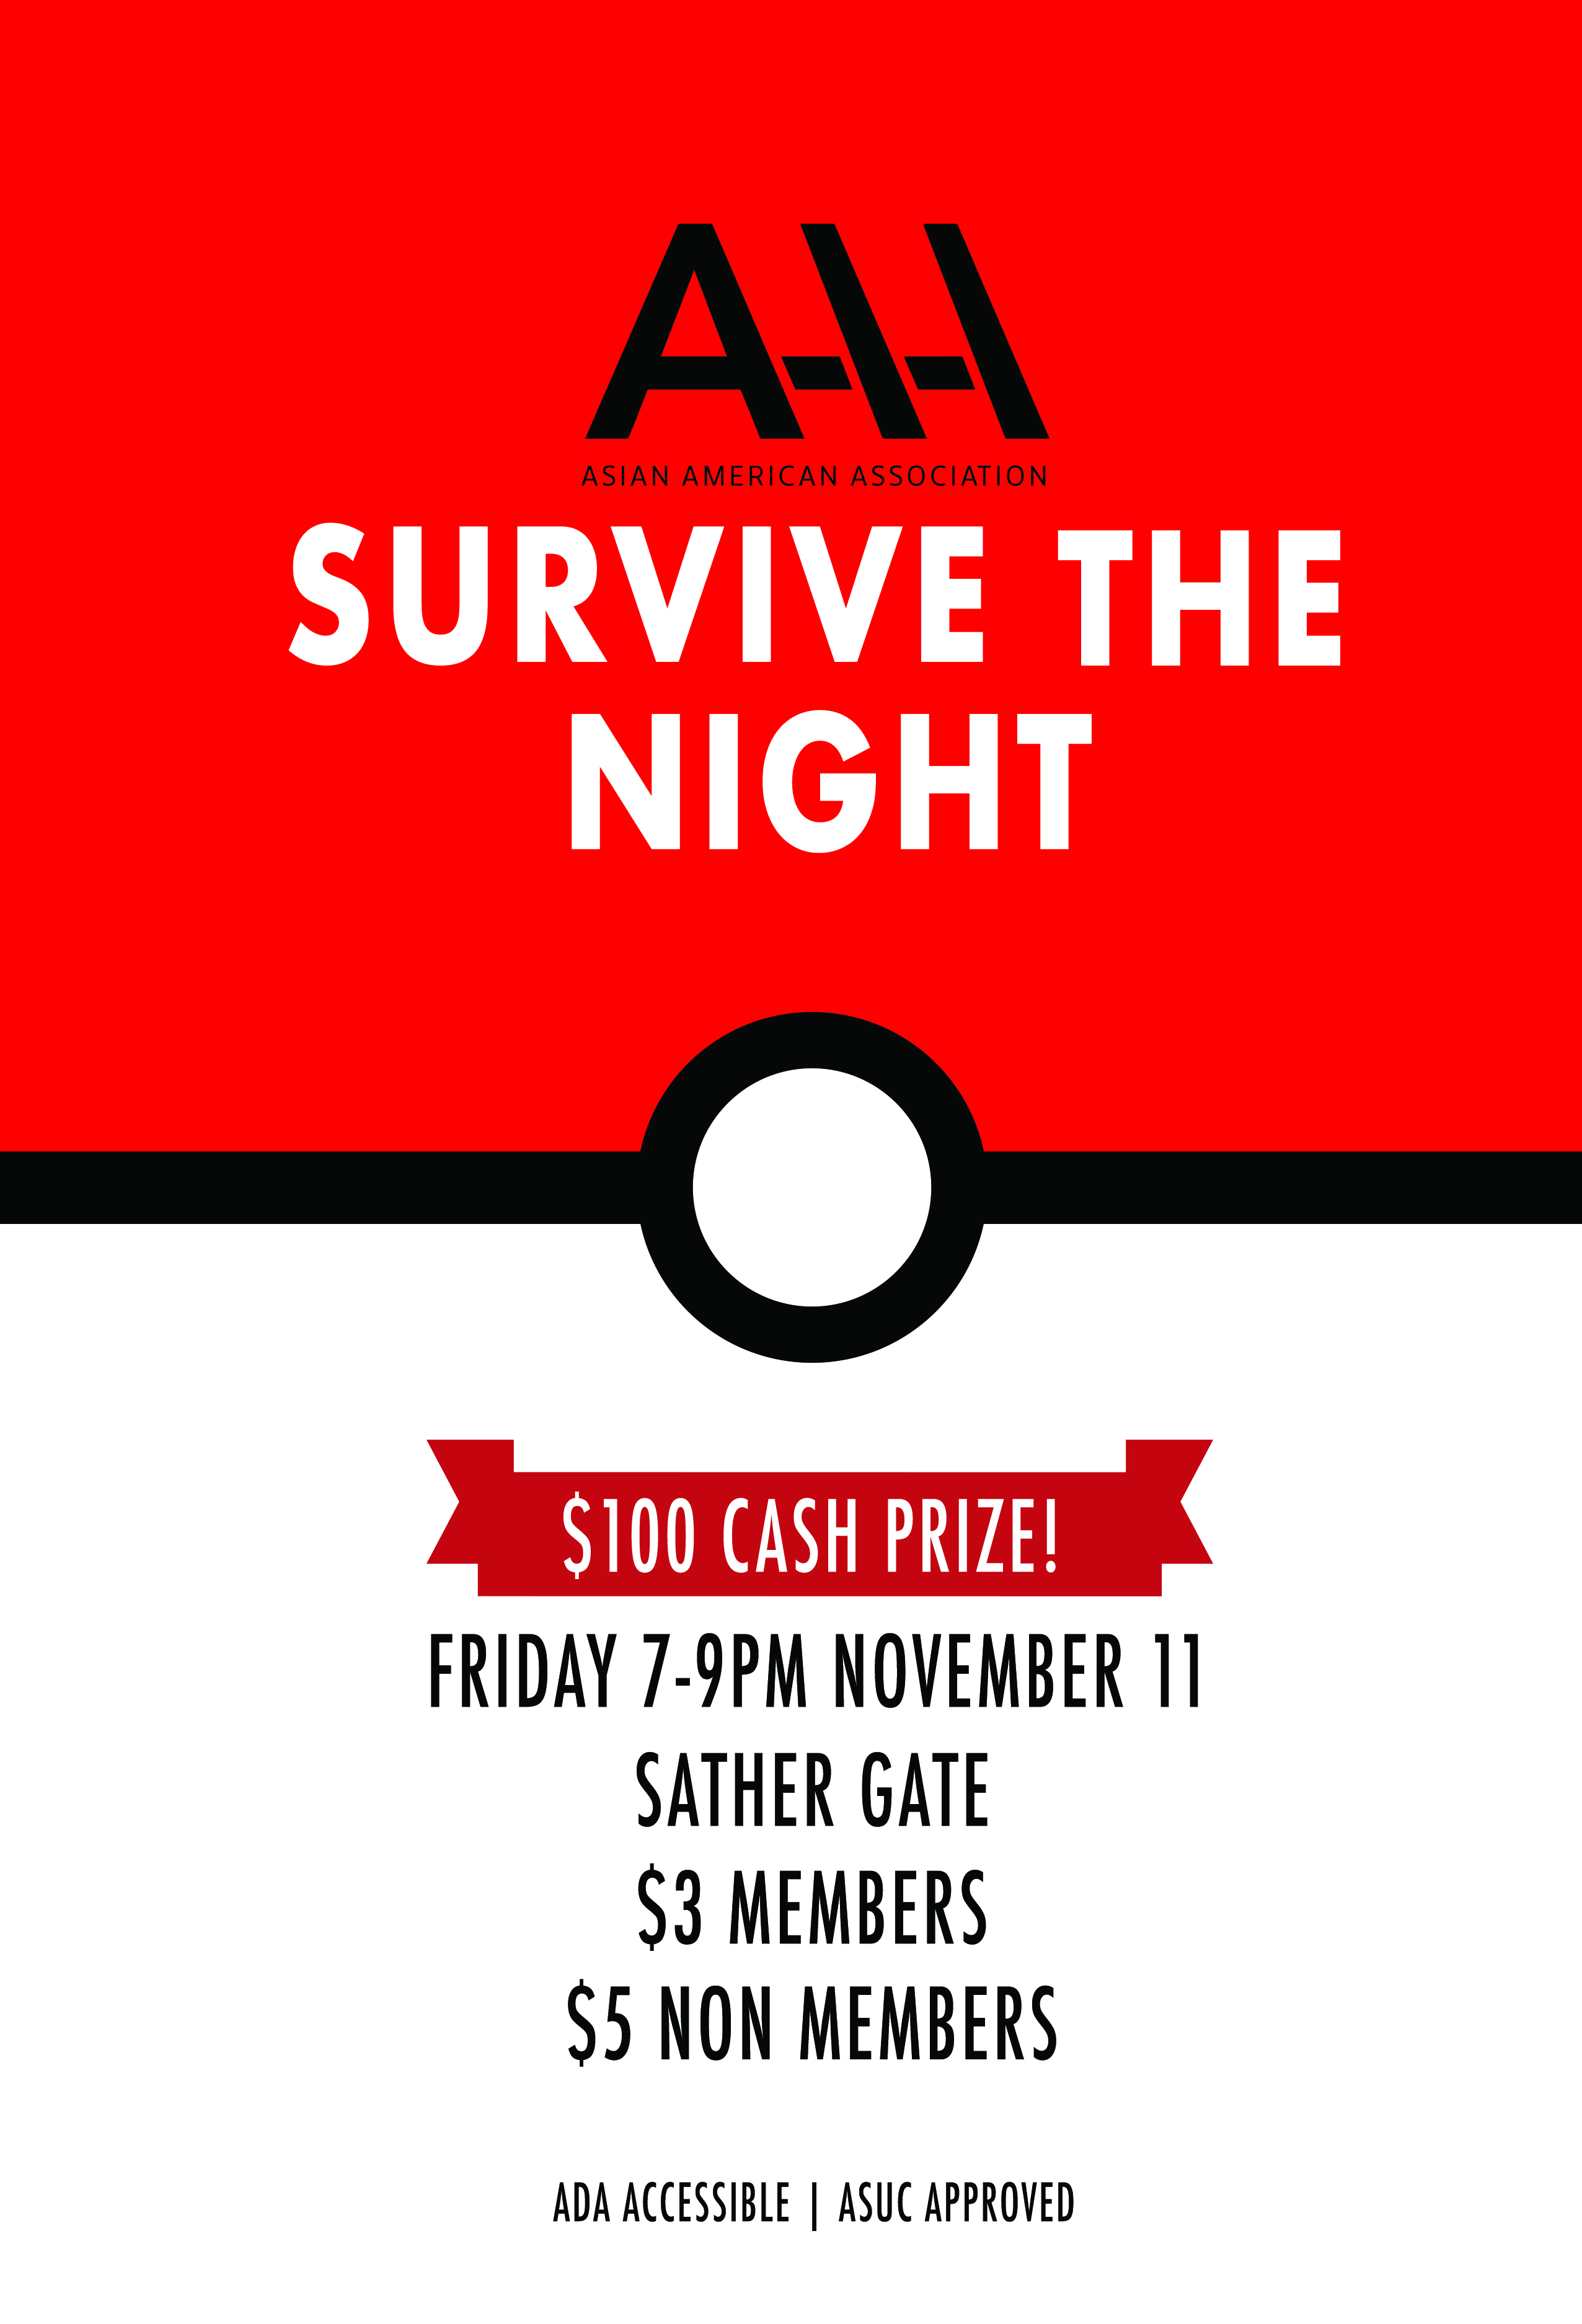 AAA
ASIAN AMERICAN ASSOCIATION
SURVIVE THE
NIGHT
$100 CASH PRIZE!
FRIDAY 7-9PM NOVEMBER 11
SATHER GATE
$3 MEMBERS
$5 NON MEMBERS
ADA ACCESSIBLE | ASUC APPROVED